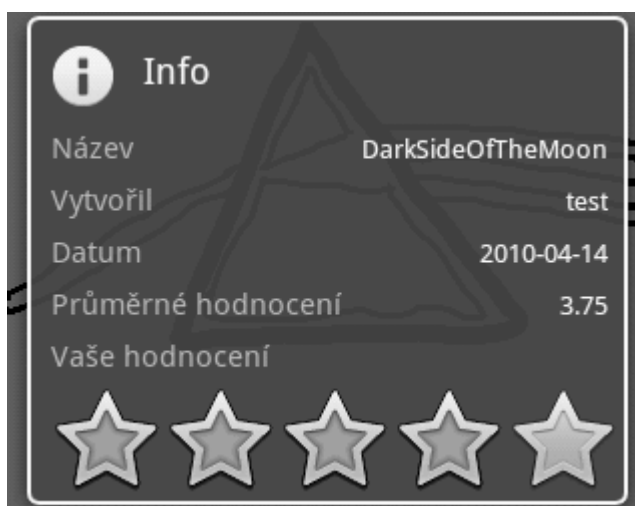 Info
Název DarkSideOfTheMoon
Vytvořil test
Datum 2010-04-14
Průměrné hodnocení 3.75
Vaše hodnocení